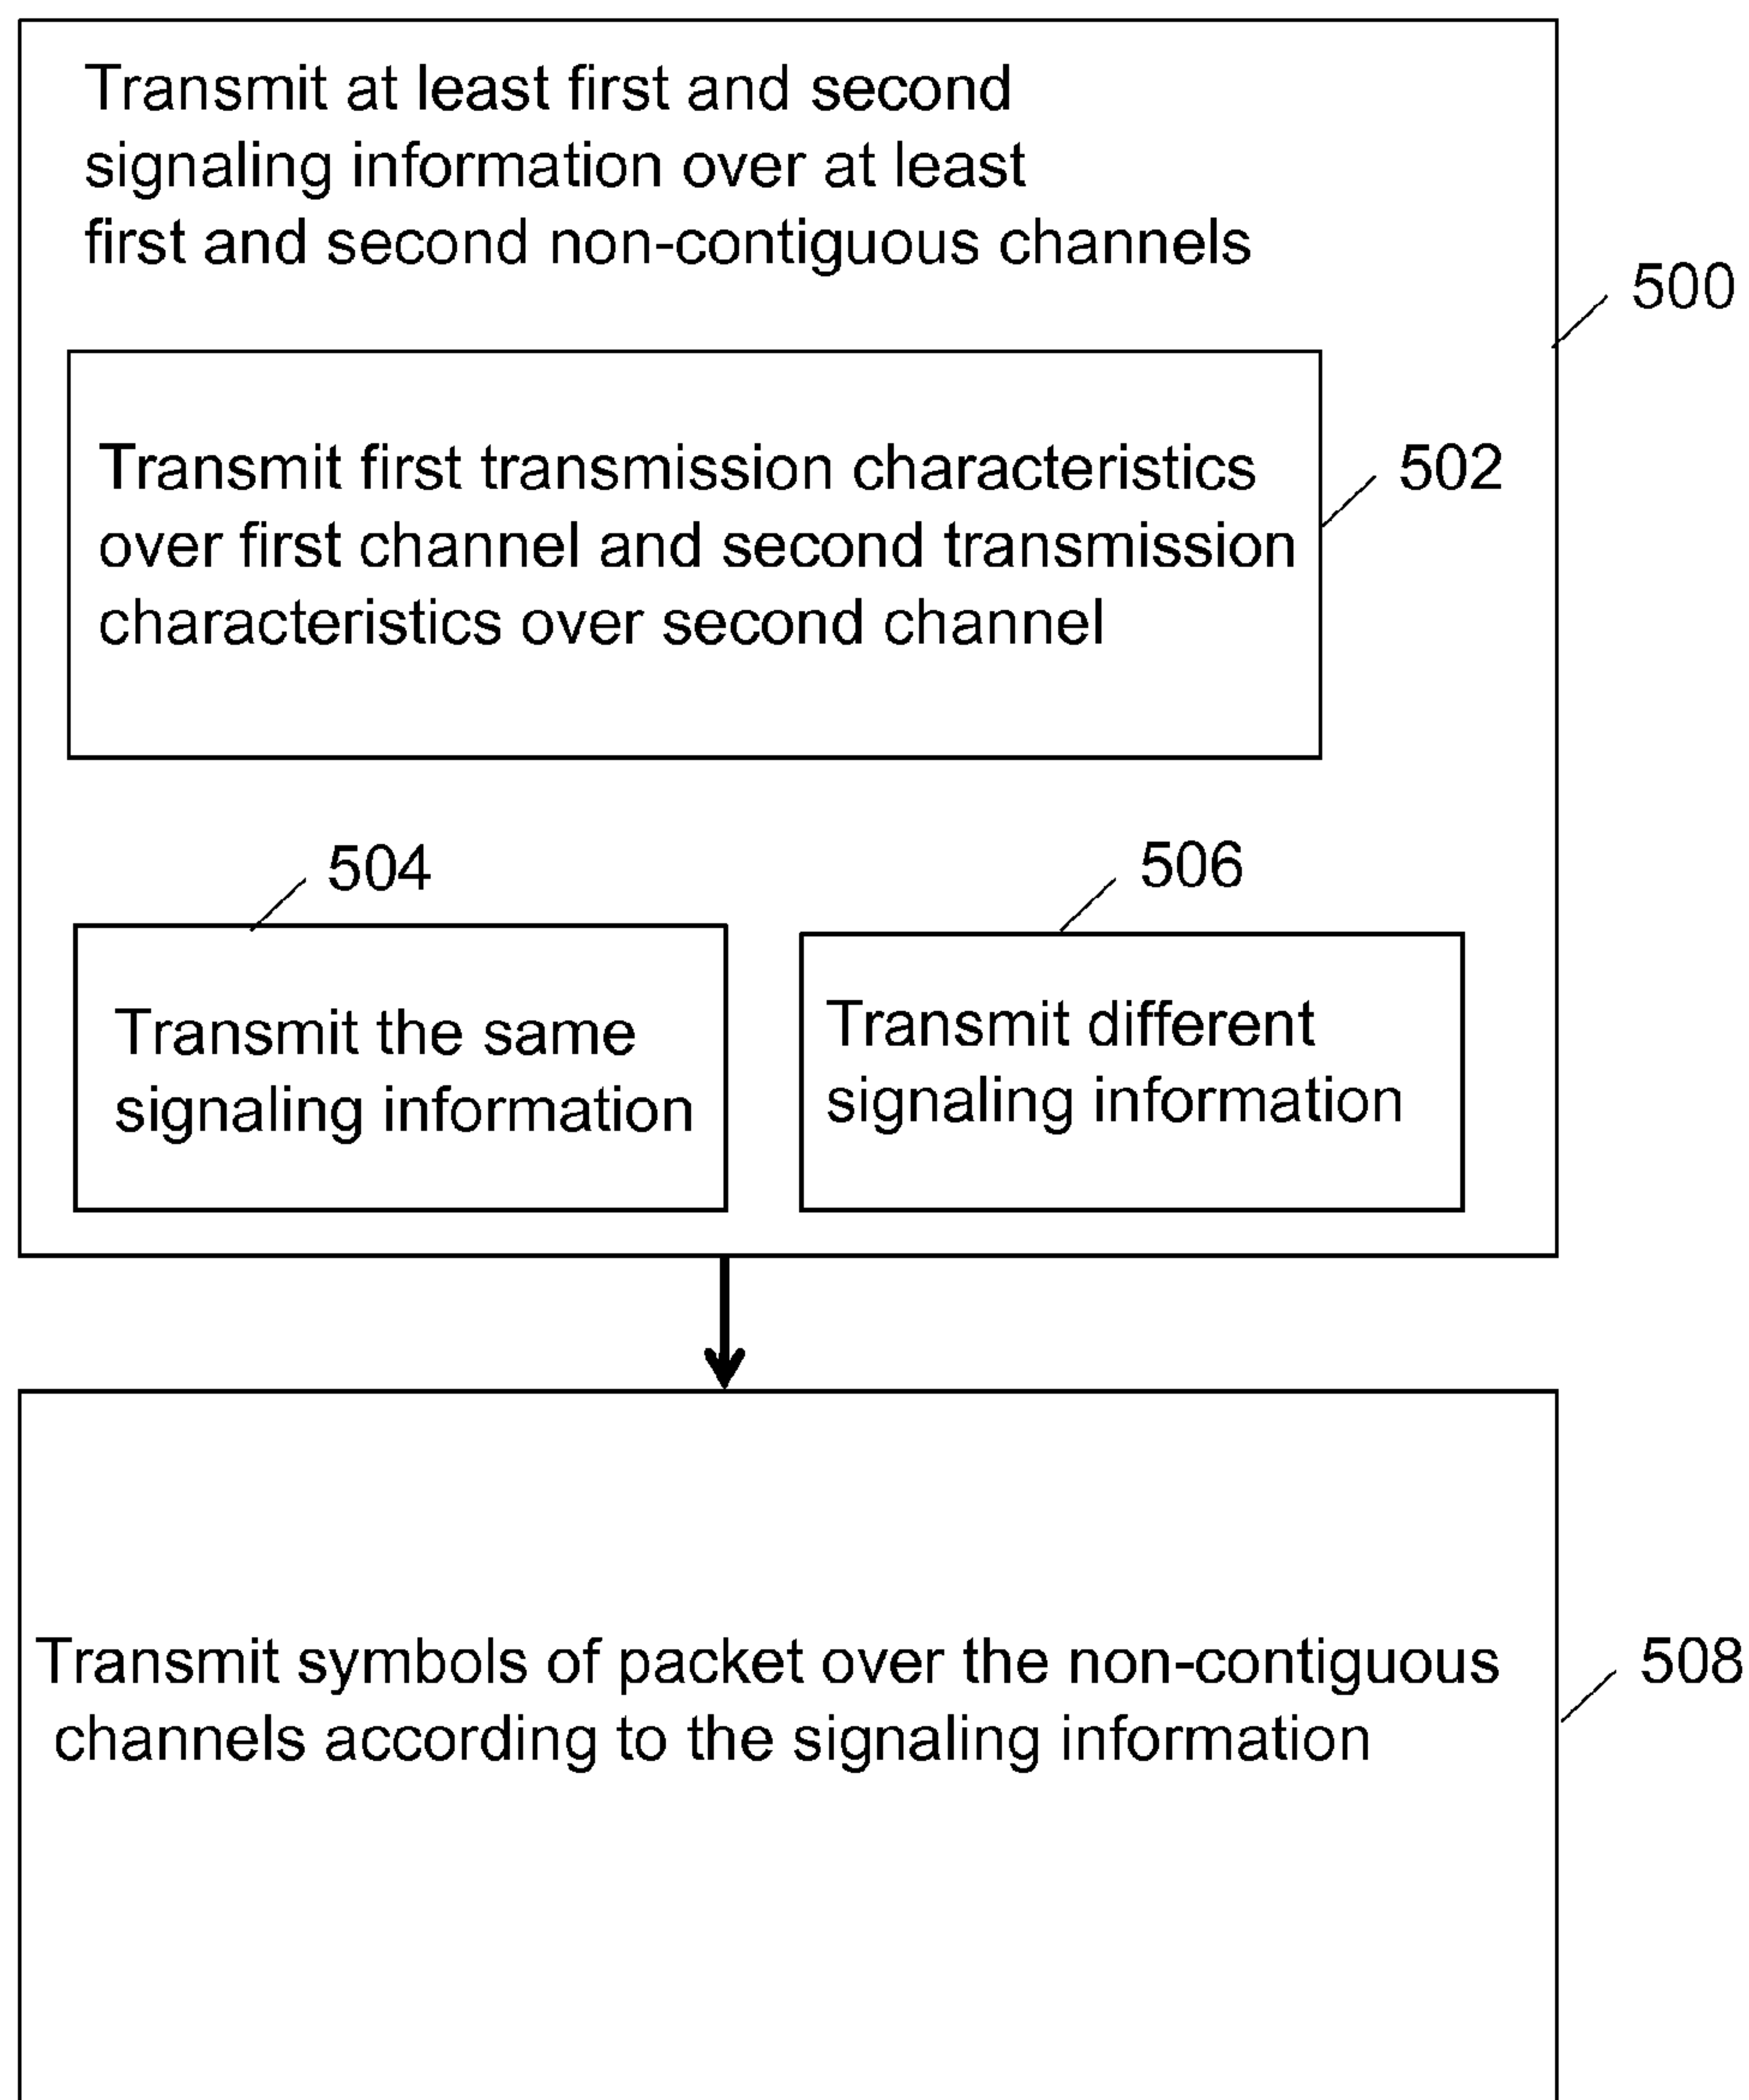 Transmit at least first and second
signaling information over at least
first and second non-contiguous channels
500
Transmit first transmission characteristics
over first channel and second transmission
characteristics over second channel
502
504
506
Transmit the same
signaling information
Transmit different
signaling information
Transmit symbols of packet over the non-contiguous
channels according to the signaling information
508